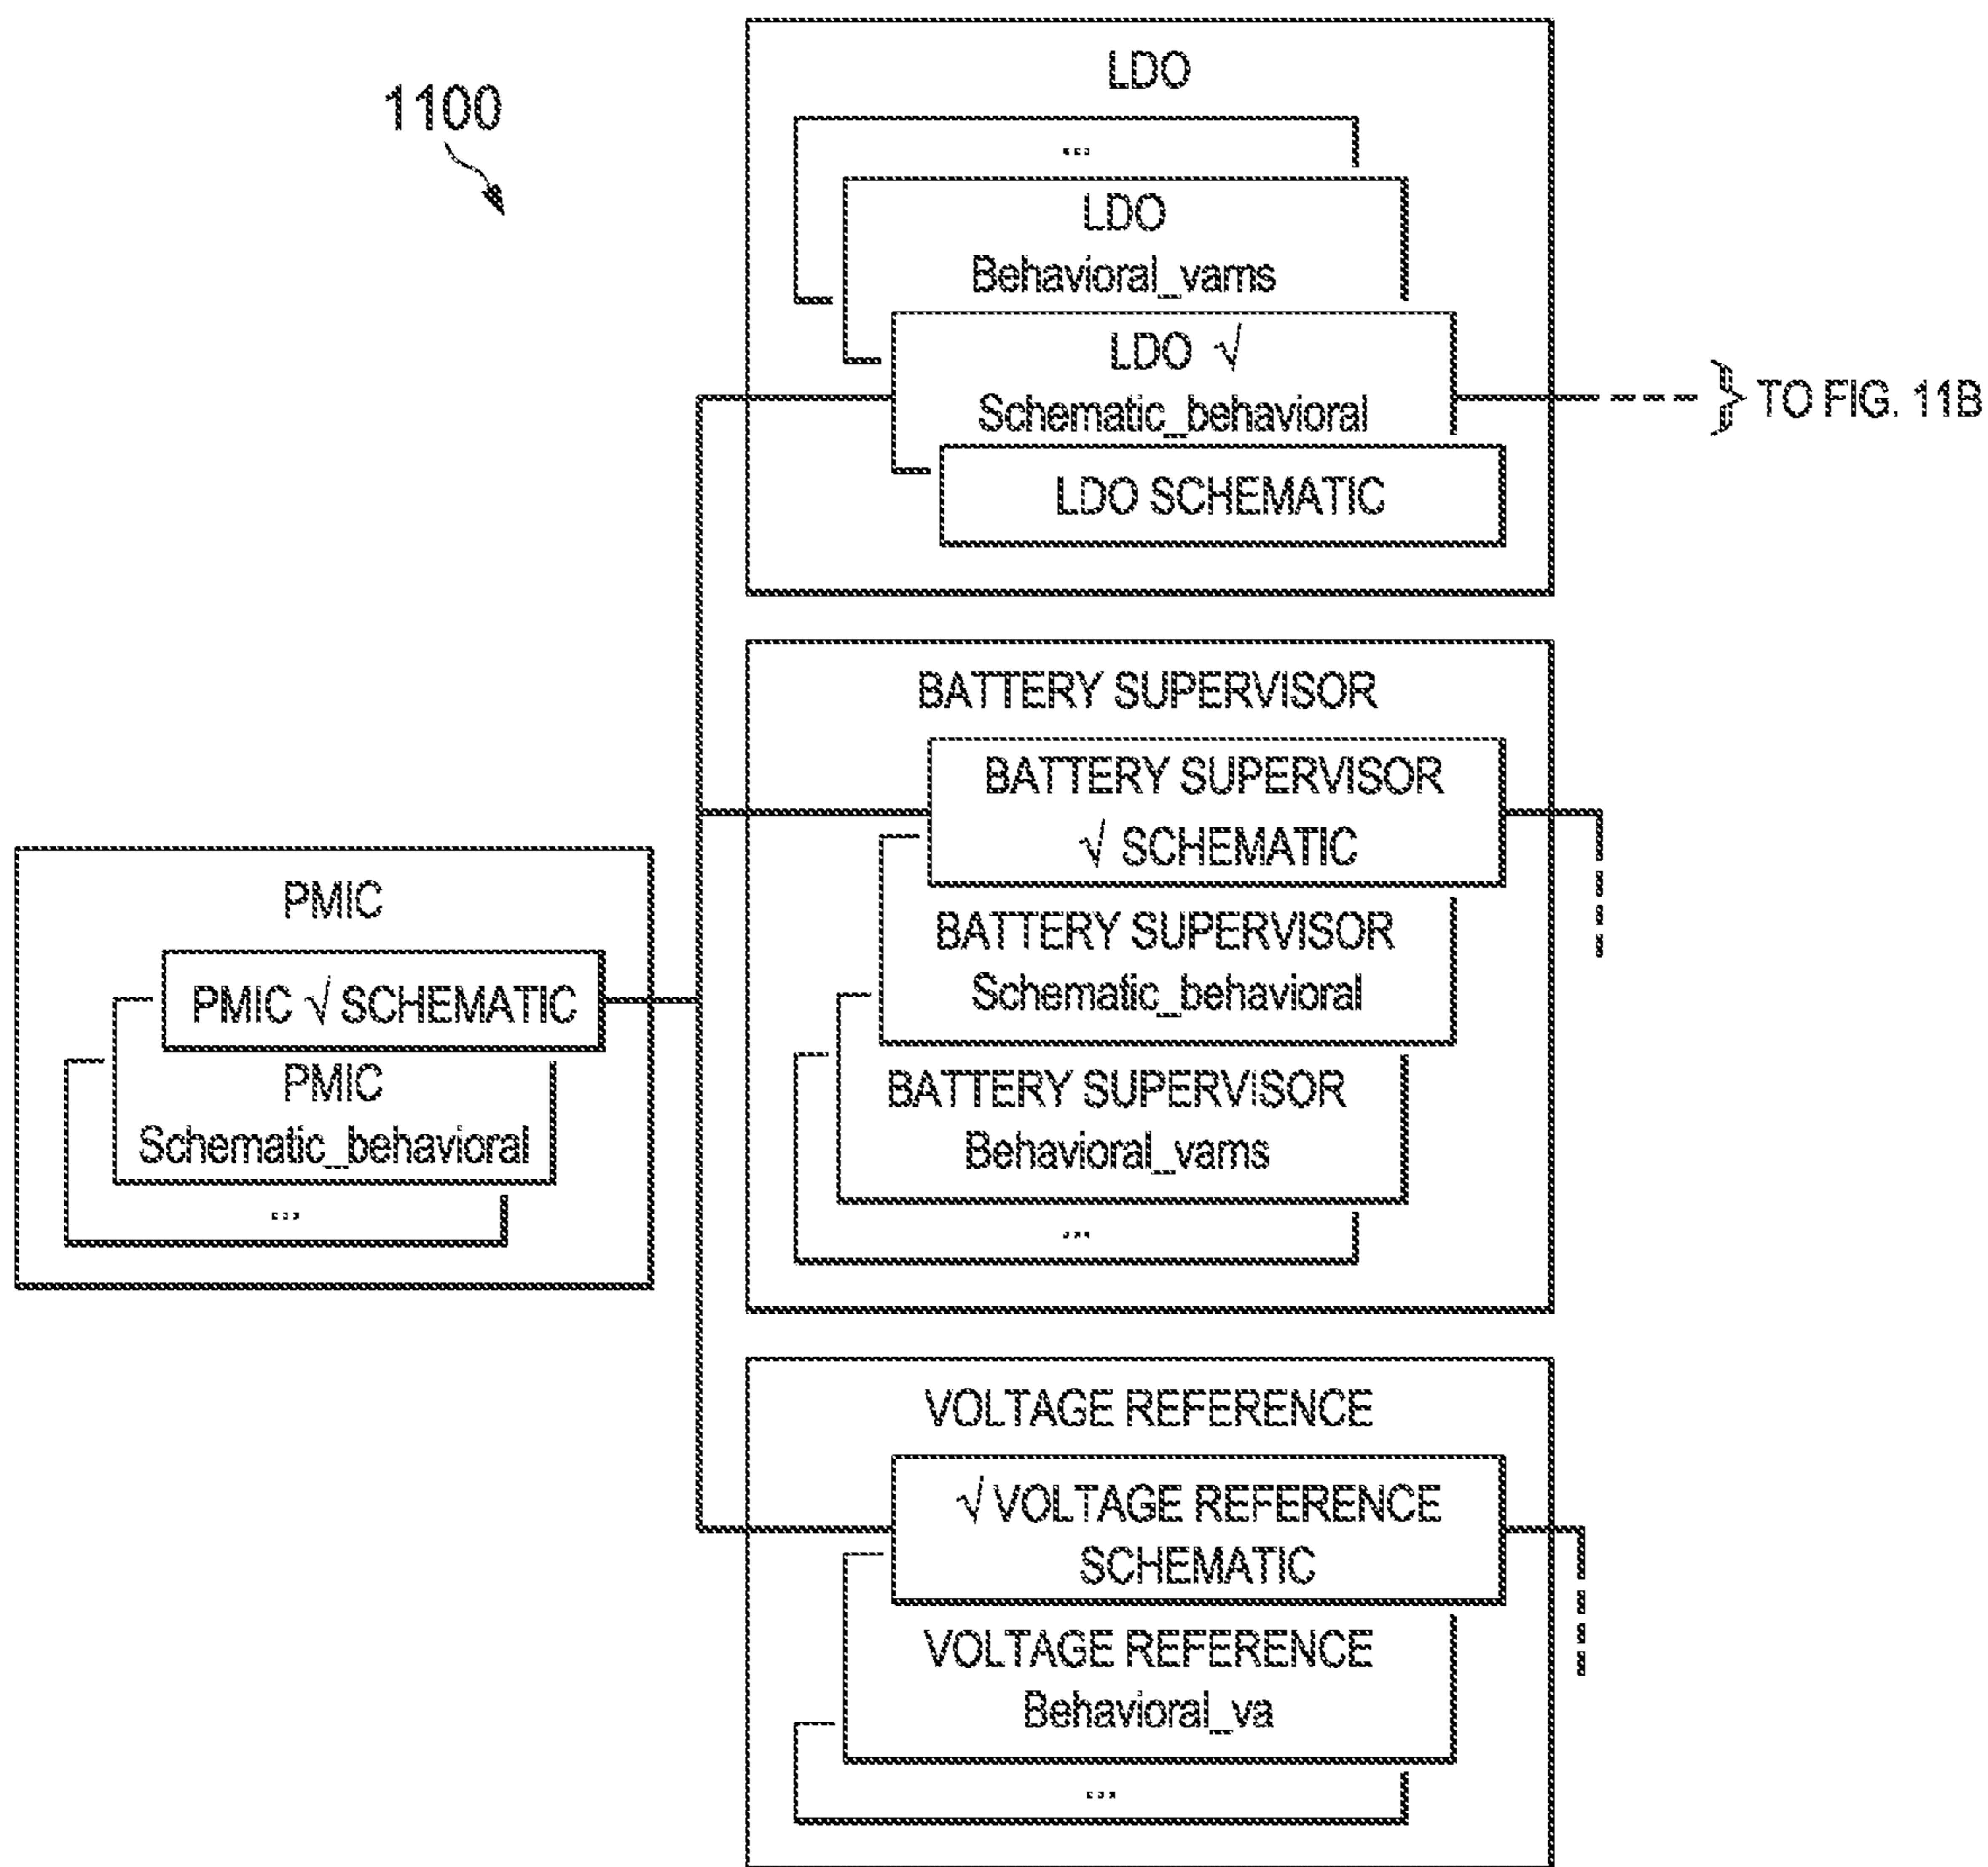 1100
LDO
...
LDO
Behavioral_vams
LDO √
Schematic_behavioral
LDO SCHEMATIC
TO FIG. 11B
BATTERY SUPERVISOR
BATTERY SUPERVISOR
√ SCHEMATIC
BATTERY SUPERVISOR
Schematic_behavioral
BATTERY SUPERVISOR
Behavioral_vams
...
PMIC
PMIC √ SCHEMATIC
PMIC
Schematic_behavioral
...
VOLTAGE REFERENCE
√ VOLTAGE REFERENCE
SCHEMATIC
VOLTAGE REFERENCE
Behavioral_va
...